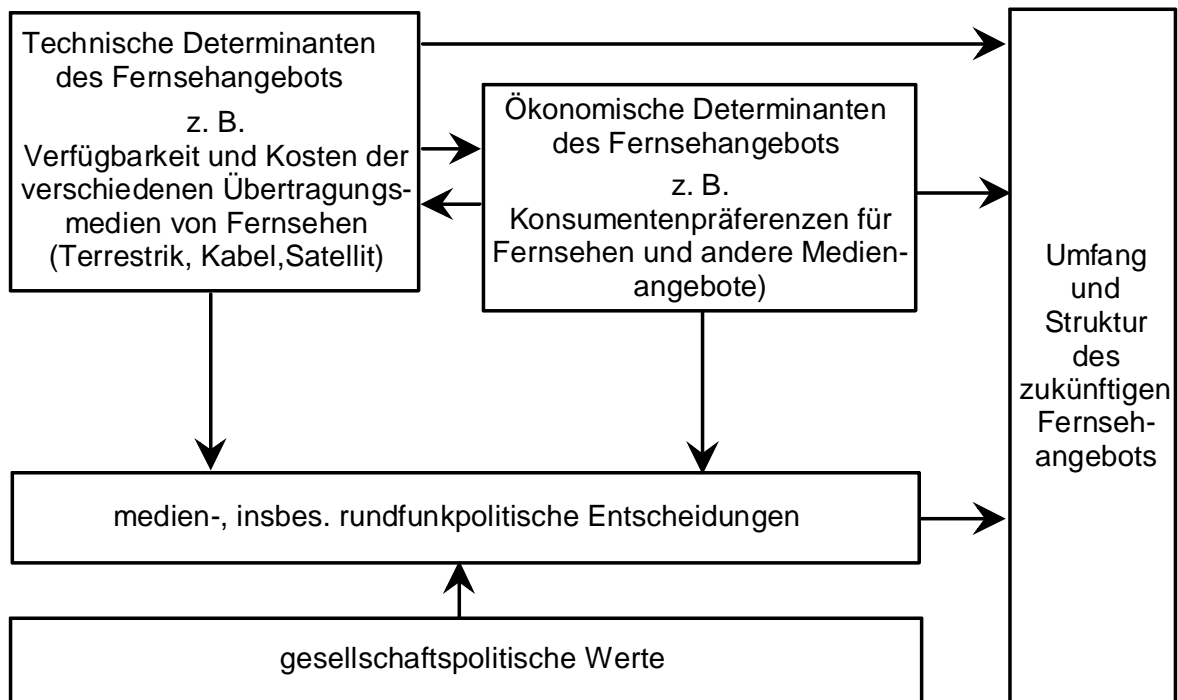 Technische Determinanten
des Fernsehangebots
z. B.
Verfügbarkeit und Kosten der
verschiedenen Übertragungs-
medien von Fernsehen
(Terrestrik, Kabel,Satellit)
Ökonomische Determinanten
des Fernsehangebots
z. B.
Konsumentenpräferenzen für
Fernsehen und andere Medien-
angebote)
Umfang
und
Struktur
des
zukünftigen
Fernseh-
angebots
medien-, insbes. rundfunkpolitische Entscheidungen
gesellschaftspolitische Werte